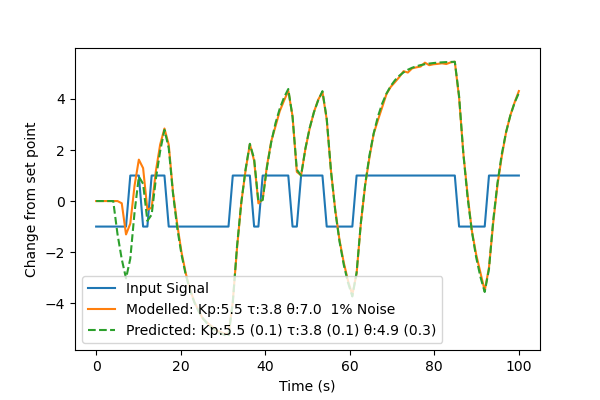 4
2
0
−2
−4
Change from set point
Input Signal
Modelled: Kp:5.5 τ:3.8 θ:7.0  1% Noise
Predicted: Kp:5.5 (0.1) τ:3.8 (0.1) θ:4.9 (0.3)
0 20 40 60 80 100
Time (s)